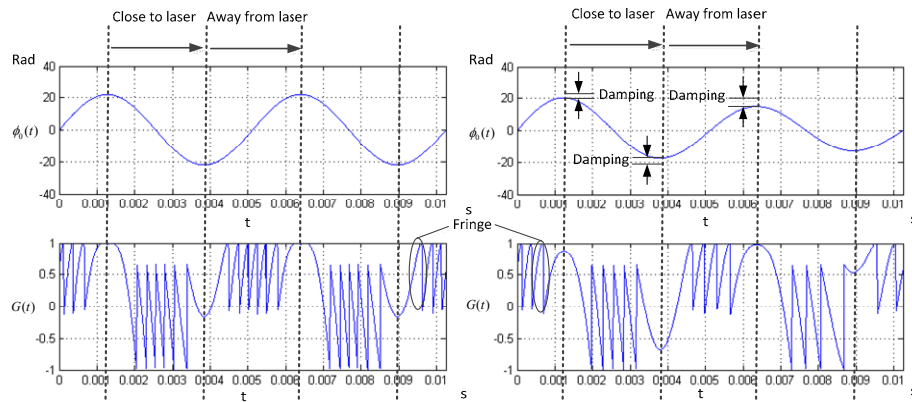 Close to laser Away from laser
Rad
40
20
0
-20
-40
ϕ₀(t)
0 0.001 0.002 0.003 0.004 0.005 0.006 0.007 0.008 0.009 0.01
t
s
Close to laser Away from laser
Rad
40
20
0
-20
-40
ϕ₀(t)
Damping
Damping
Damping
0 0.001 0.002 0.003 0.004 0.005 0.006 0.007 0.008 0.009 0.01
t
s
Fringe
1
0.5
0
-0.5
-1
G(t)
0 0.001 0.002 0.003 0.004 0.005 0.006 0.007 0.008 0.009 0.01
t
s
1
0.5
0
-0.5
-1
G(t)
0 0.001 0.002 0.003 0.004 0.005 0.006 0.007 0.008 0.009 0.01
t